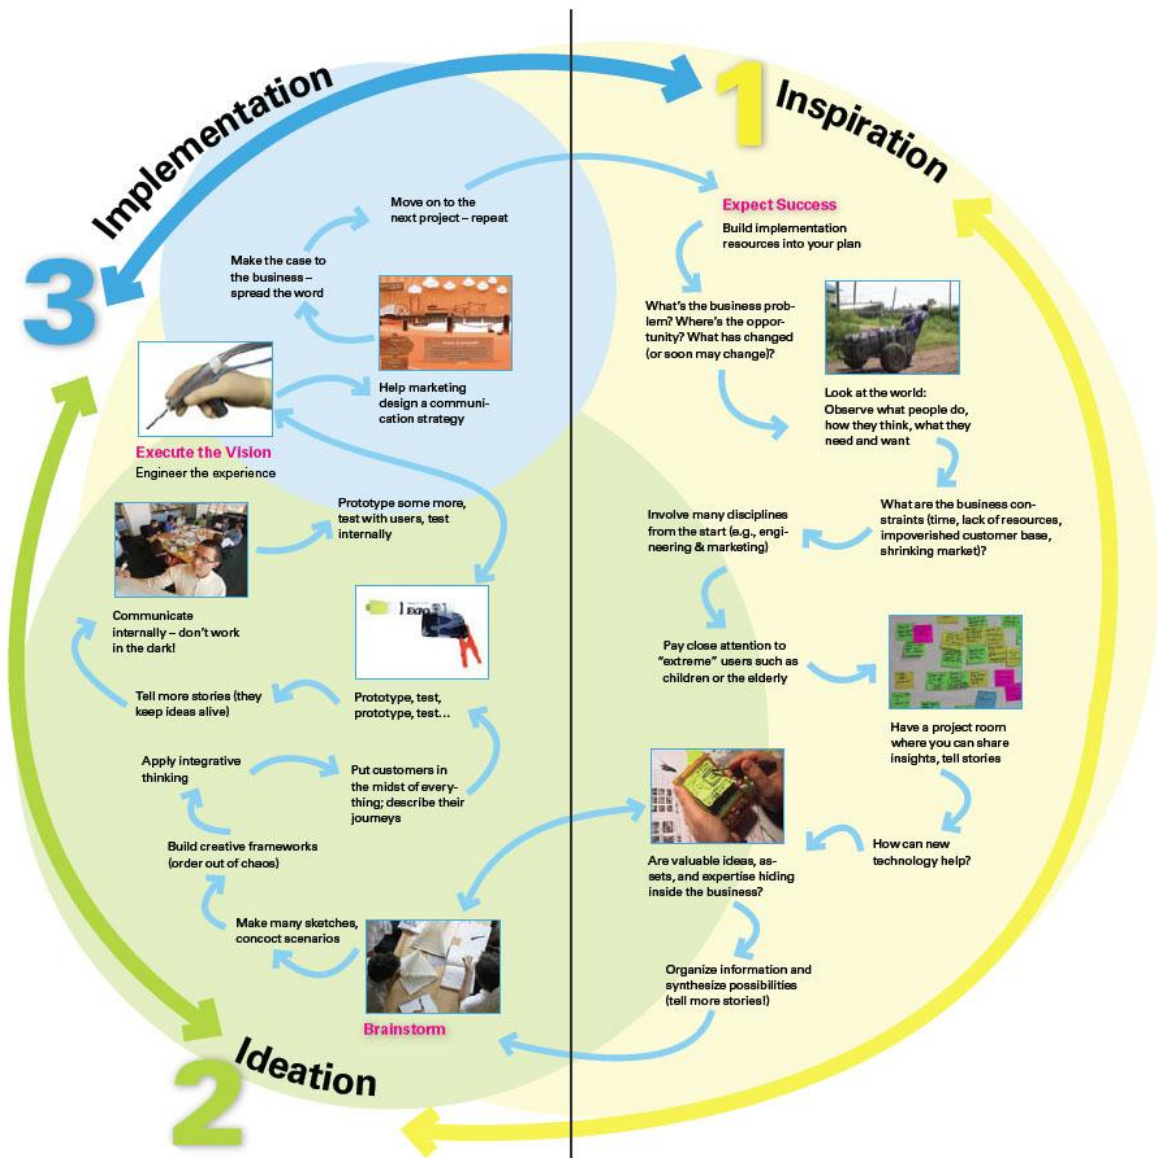 1
Inspiration
Expect Success
Build implementation
resources into your plan
What's the business prob-
lem? Where's the oppor-
tunity? What has changed
(or soon may change)?
Look at the world:
Observe what people do,
how they think, what they
need and want
What are the business con-
straints (time, lack of resources,
impoverished customer base,
shrinking market)?
Involve many disciplines
from the start (e.g., engi-
neering & marketing)
Pay close attention to
"extreme" users such as
children or the elderly
Have a project room
where you can share
insights, tell stories
How can new
technology help?
Are valuable ideas, as-
sets, and expertise hiding
inside the business?
Organize information and
synthesize possibilities
(tell more stories!)
2
Ideation
Brainstorm
Make many sketches,
concoct scenarios
Build creative frameworks
(order out of chaos)
Apply integrative
thinking
Put customers in
the midst of every-
thing; describe their
journeys
EXPO
Prototype, test,
prototype, test...
Tell more stories (they
keep ideas alive)
Communicate
internally – don't work
in the dark!
Prototype some more,
test with users, test
internally
3
Implementation
Execute the Vision
Engineer the experience
Help marketing
design a communi-
cation strategy
Make the case to
the business –
spread the word
Move on to the
next project – repeat